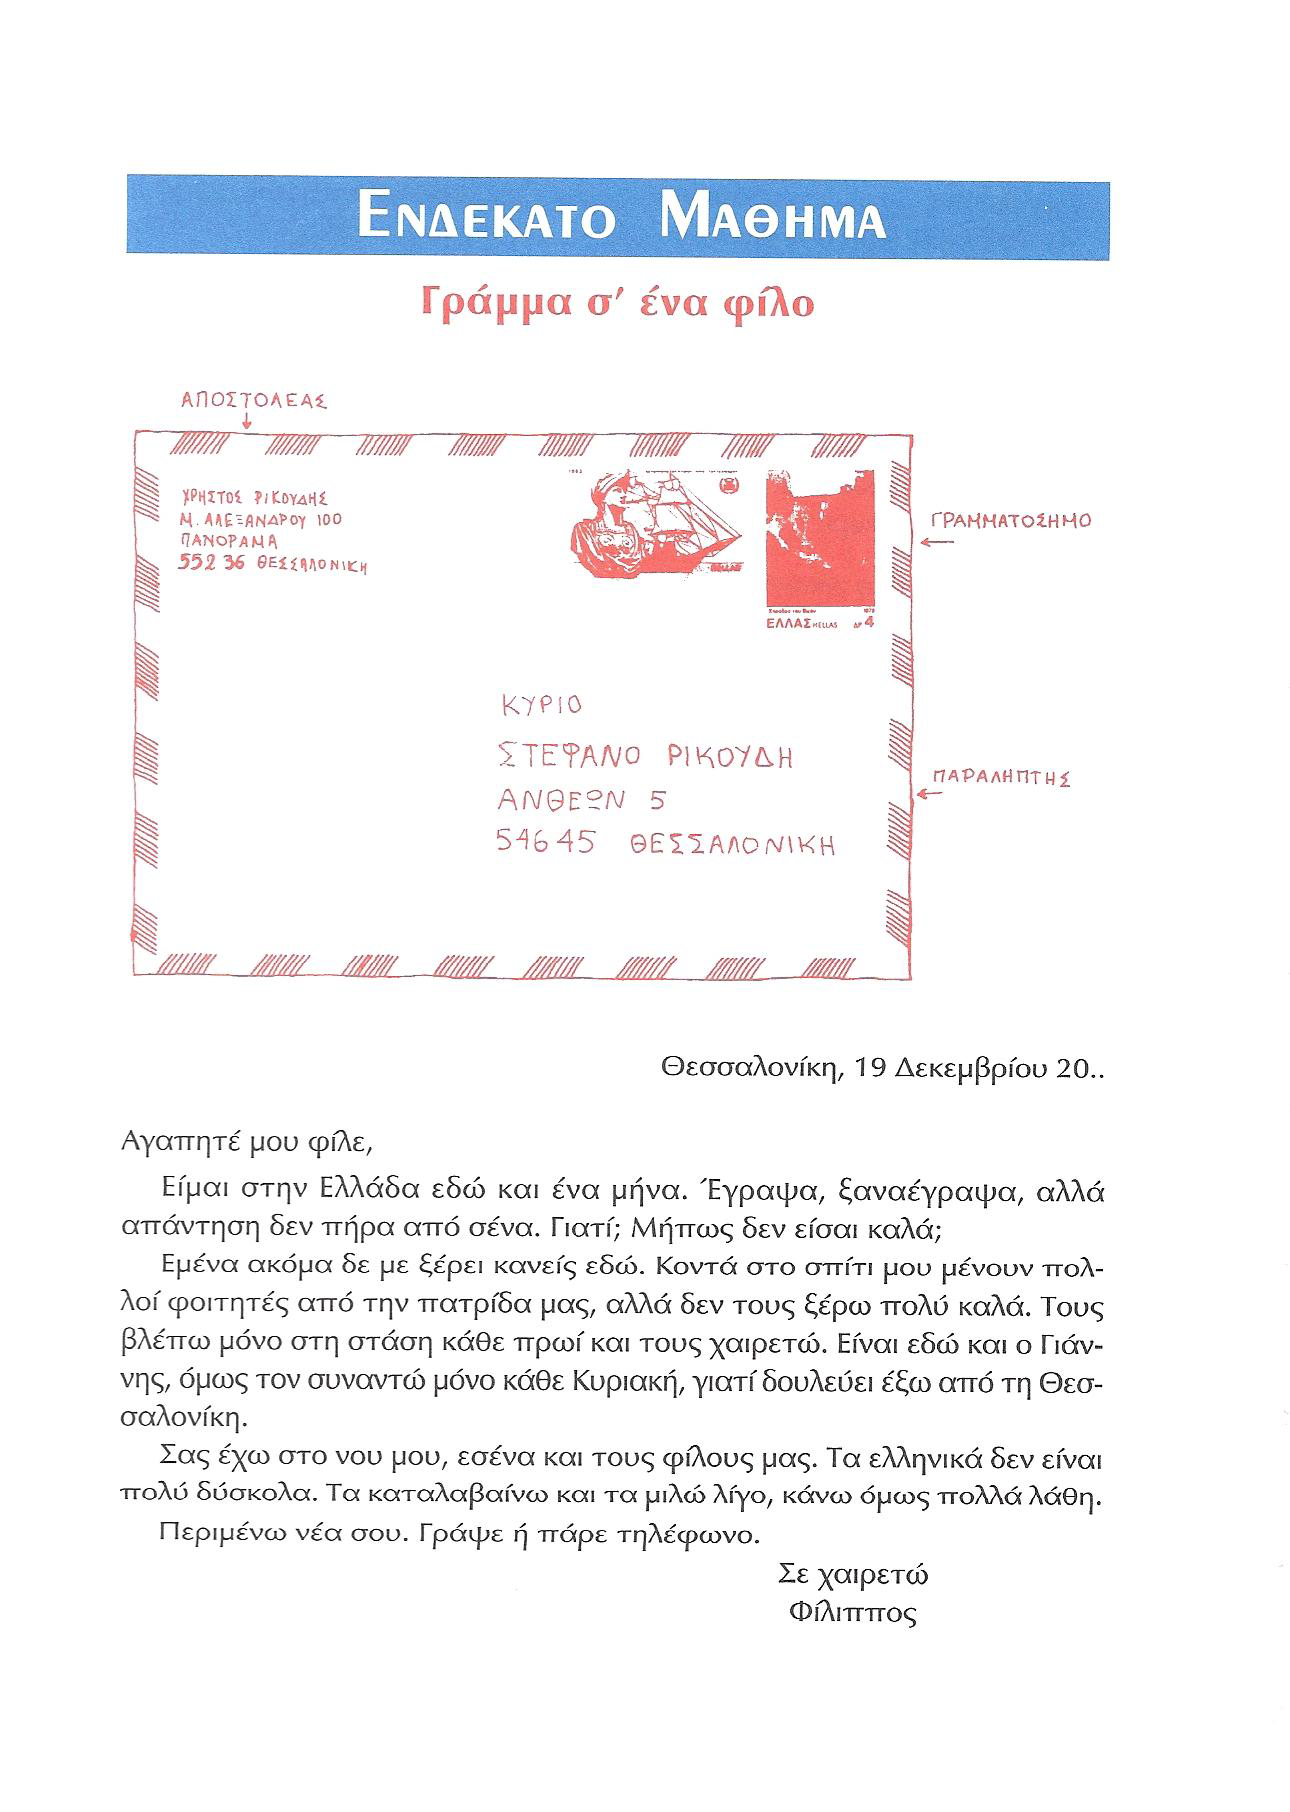 ΕΝΔΕΚΑΤΟ ΜΑΘΗΜΑ
Γράμμα σ' ένα φίλο
ΑΠΟΣΤΟΛΕΑΣ
ΧΡΗΣΤΟΣ ΡΙΚΟΥΔΗΣ
Μ. ΑΛΕΞΑΝΔΡΟΥ 100
ΠΑΝΟΡΑΜΑ
552 36 ΘΕΣΣΑΛΟΝΙΚΗ
ΓΡΑΜΜΑΤΟΣΗΜΟ
ΕΛΛΑΣ HELLAS ΔΡ 4
ΚΥΡΙΟ
ΣΤΕΦΑΝΟ ΡΙΚΟΥΔΗ
ΑΝΘΕΩΝ 5
54645 ΘΕΣΣΑΛΟΝΙΚΗ
ΠΑΡΑΛΗΠΤΗΣ
Θεσσαλονίκη, 19 Δεκεμβρίου 20..
Αγαπητέ μου φίλε,
Είμαι στην Ελλάδα εδώ και ένα μήνα. Έγραψα, ξαναέγραψα, αλλά
απάντηση δεν πήρα από σένα. Γιατί; Μήπως δεν είσαι καλά;
Εμένα ακόμα δε με ξέρει κανείς εδώ. Κοντά στο σπίτι μου μένουν πολ-
λοί φοιτητές από την πατρίδα μας, αλλά δεν τους ξέρω πολύ καλά. Τους
βλέπω μόνο στη στάση κάθε πρωί και τους χαιρετώ. Είναι εδώ και ο Γιάν-
νης, όμως τον συναντώ μόνο κάθε Κυριακή, γιατί δουλεύει έξω από τη Θεσ-
σαλονίκη.
Σας έχω στο νου μου, εσένα και τους φίλους μας. Τα ελληνικά δεν είναι
πολύ δύσκολα. Τα καταλαβαίνω και τα μιλώ λίγο, κάνω όμως πολλά λάθη.
Περιμένω νέα σου. Γράψε ή πάρε τηλέφωνο.
Σε χαιρετώ
Φίλιππος